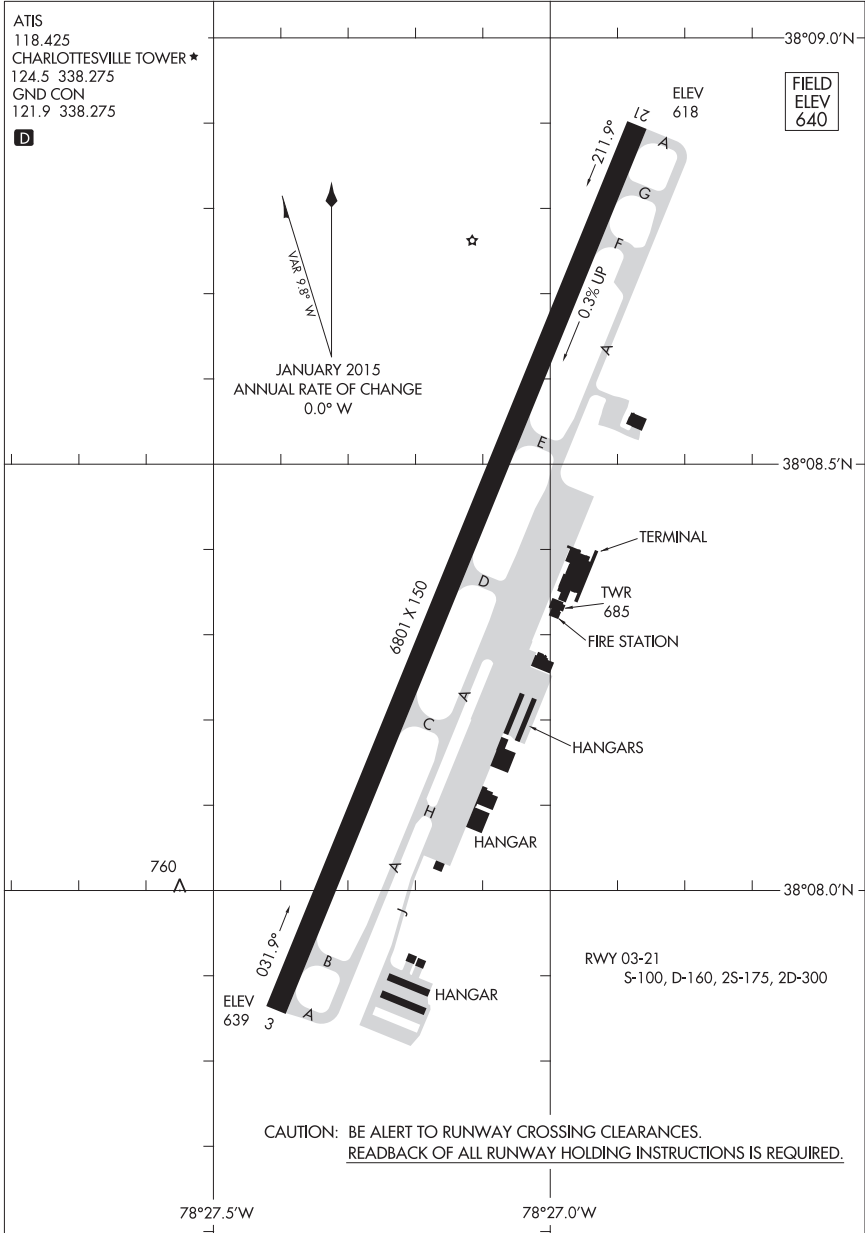 ATIS
118.425
CHARLOTTESVILLE TOWER ★
124.5 338.275
GND CON
121.9 338.275
D
38°09.0'N
FIELD
ELEV
640
ELEV
618
21
211.9°
A
G
F
0.3% UP
A
VAR 9.8° W
JANUARY 2015
ANNUAL RATE OF CHANGE
0.0° W
E
38°08.5'N
TERMINAL
D
TWR
685
6801 X 150
FIRE STATION
A
C
HANGARS
H
HANGAR
760
A
38°08.0'N
J
031.9°
B
RWY 03-21
S-100, D-160, 2S-175, 2D-300
HANGAR
ELEV
639
3
A
CAUTION: BE ALERT TO RUNWAY CROSSING CLEARANCES.
READBACK OF ALL RUNWAY HOLDING INSTRUCTIONS IS REQUIRED.
78°27.5'W
78°27.0'W